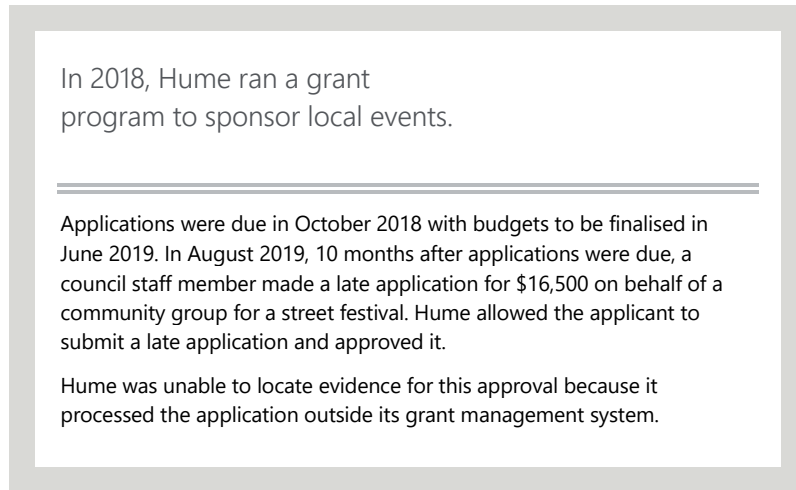 In 2018, Hume ran a grant
program to sponsor local events.
Applications were due in October 2018 with budgets to be finalised in
June 2019. In August 2019, 10 months after applications were due, a
council staff member made a late application for $16,500 on behalf of a
community group for a street festival. Hume allowed the applicant to
submit a late application and approved it.
Hume was unable to locate evidence for this approval because it
processed the application outside its grant management system.